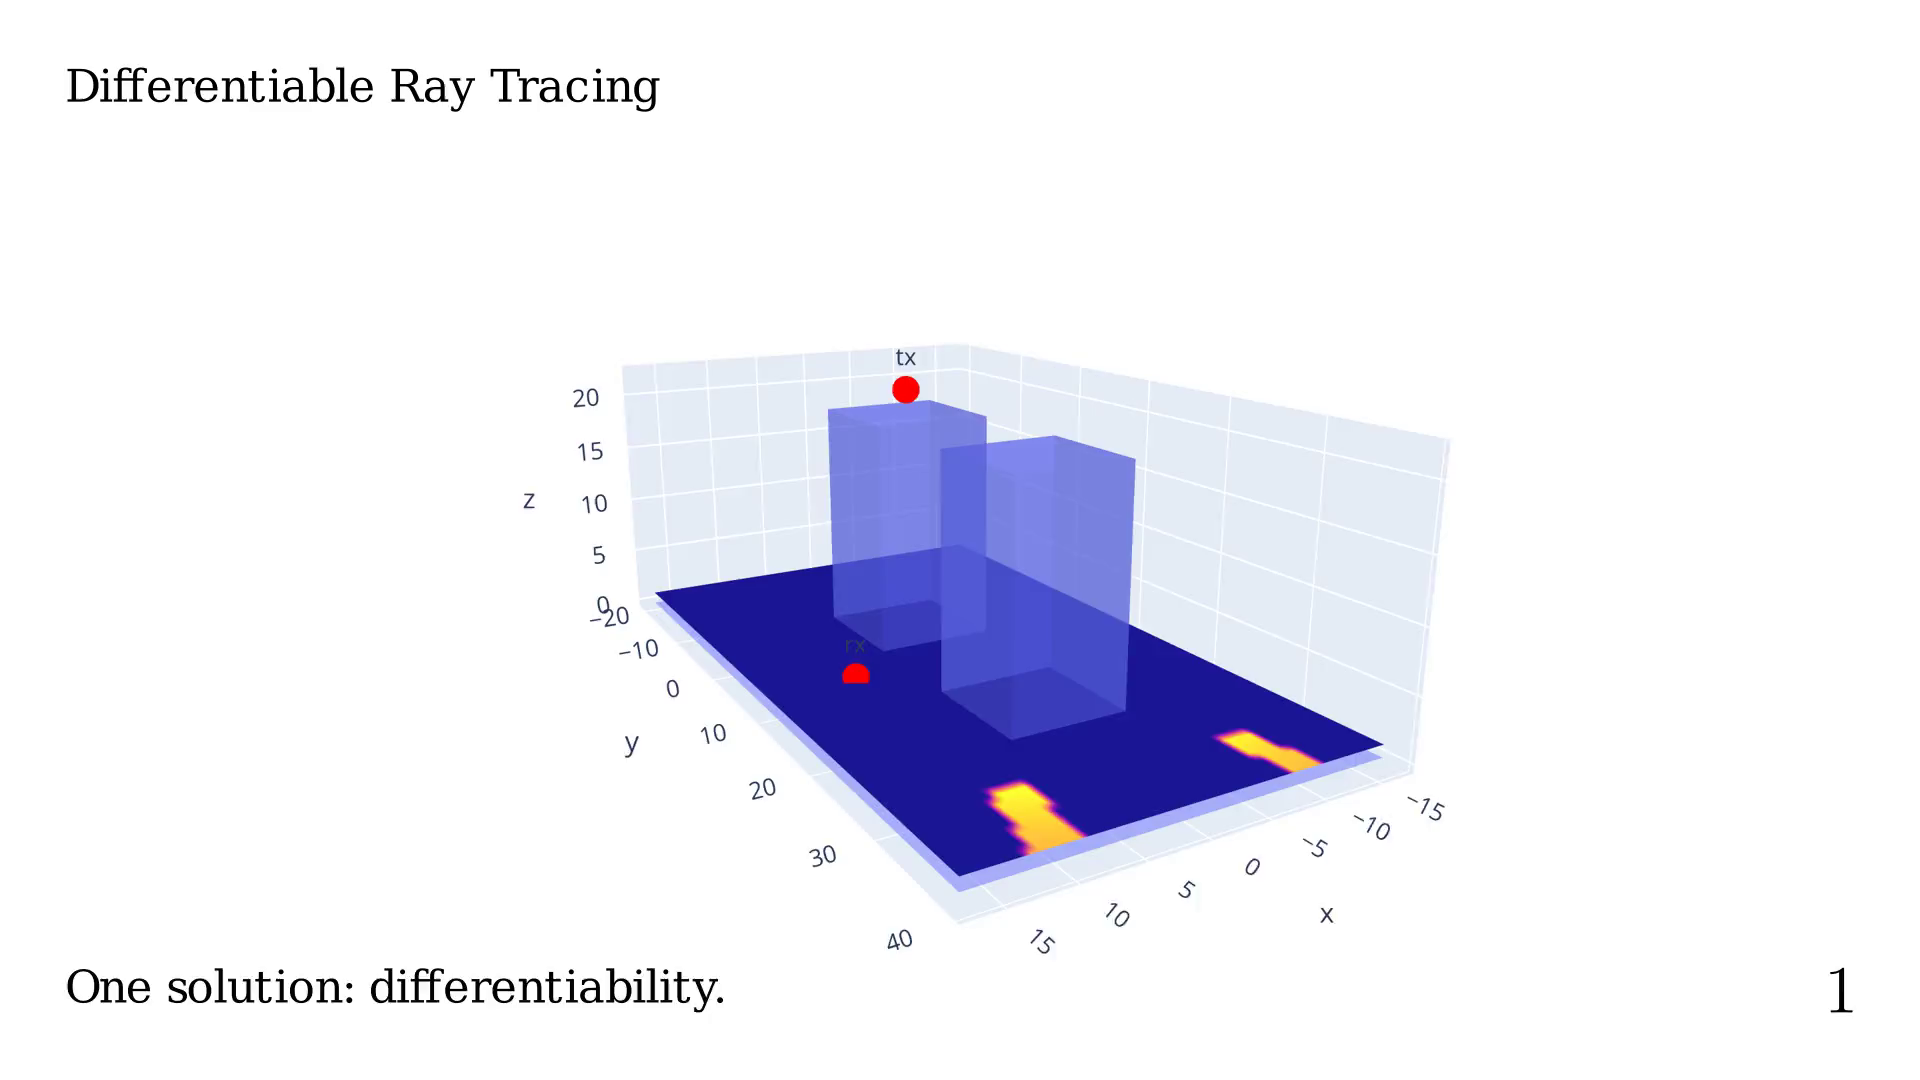 Differentiable Ray Tracing
tx
20
15
z
10
5
0
−20
−10
rx
0
y
10
20
30
40
15
10
5
0
−5
−10
−15
x
One solution: differentiability.
1